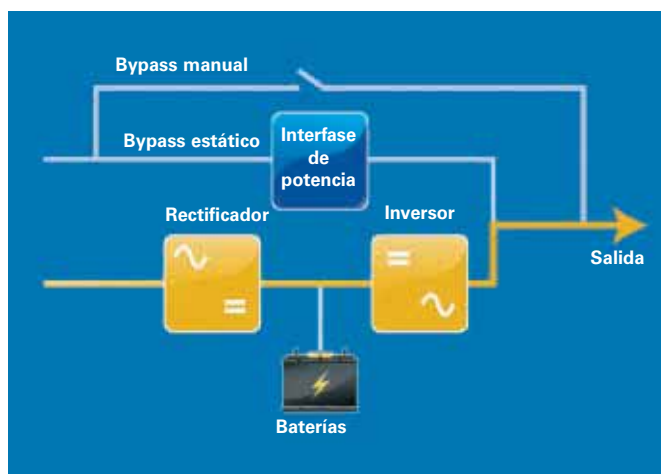 Bypass manual
Bypass estático
Interfase
de
potencia
Rectificador
Inversor
Salida
Baterías